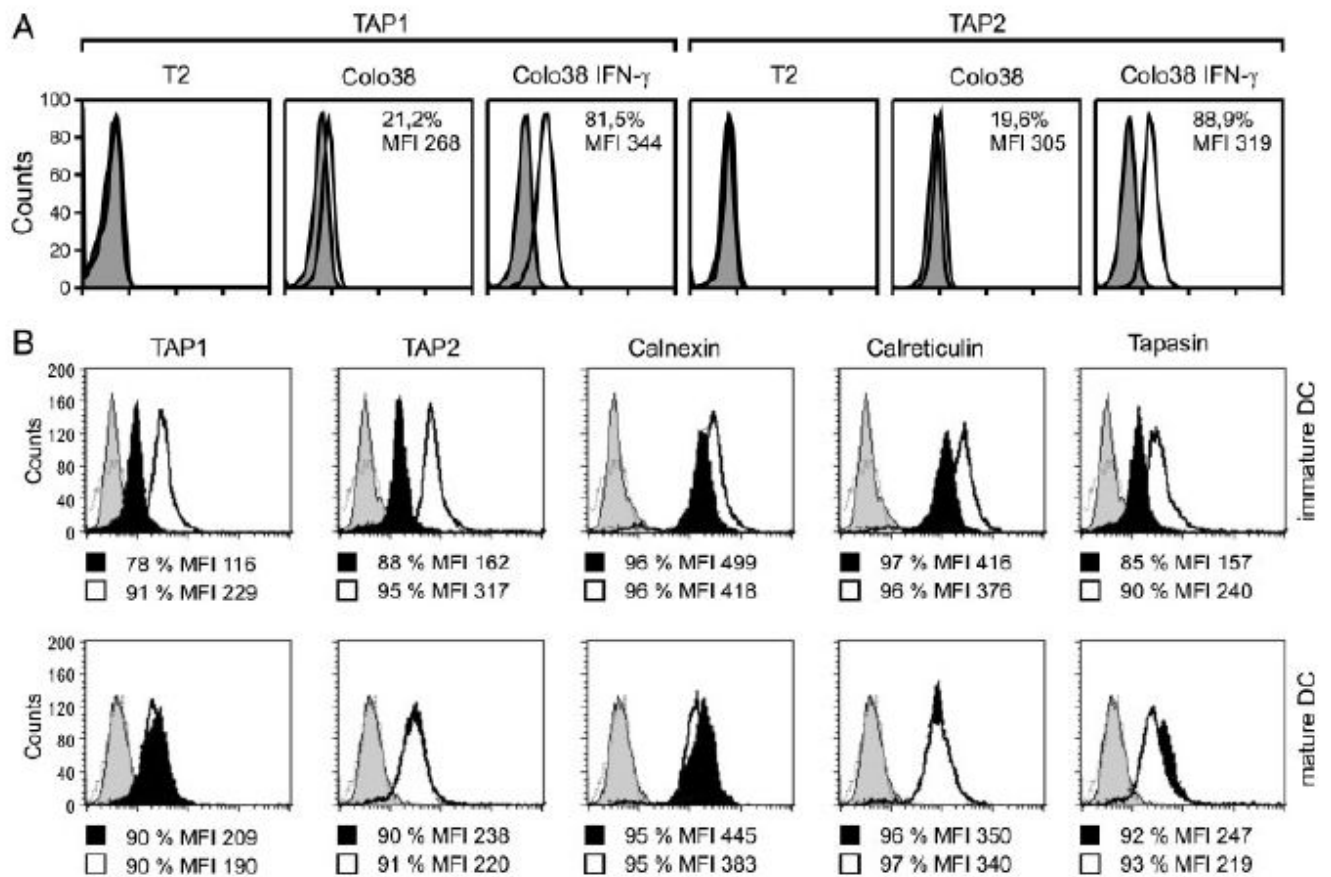 A
TAP1 TAP2
T2 Colo38 Colo38 IFN-γ T2 Colo38 Colo38 IFN-γ
100
80
60
40
20
0
Counts
21,2%
MFI 268
81,5%
MFI 344
19,6%
MFI 305
88,9%
MFI 319
B
TAP1 TAP2 Calnexin Calreticulin Tapasin
200
160
120
80
40
0
Counts
immature DC
78 % MFI 116 88 % MFI 162 96 % MFI 499 97 % MFI 416 85 % MFI 157
91 % MFI 229 95 % MFI 317 96 % MFI 418 96 % MFI 376 90 % MFI 240
200
160
120
80
40
0
Counts
mature DC
90 % MFI 209 90 % MFI 238 95 % MFI 445 96 % MFI 350 92 % MFI 247
90 % MFI 190 91 % MFI 220 95 % MFI 383 97 % MFI 340 93 % MFI 219